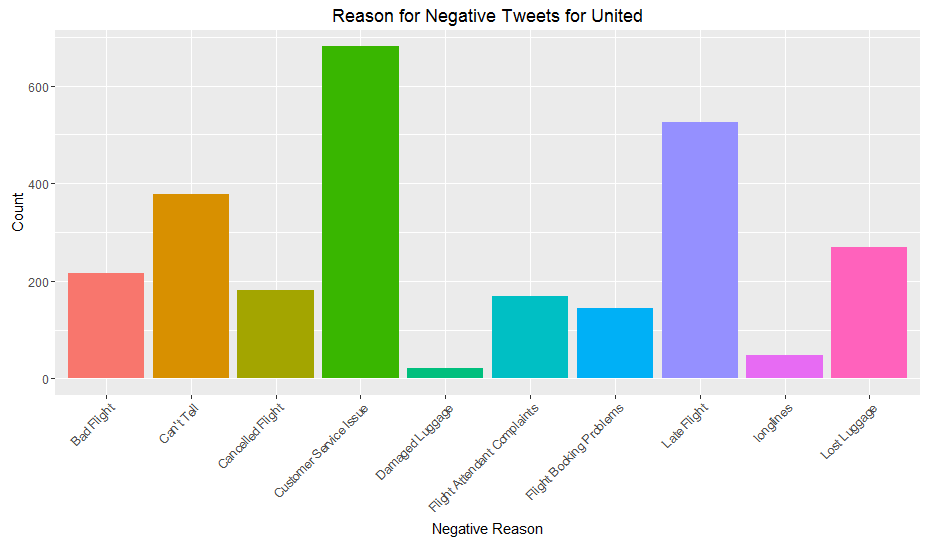 Reason for Negative Tweets for United
Count
600
400
200
0
Bad Flight
Can't Tell
Cancelled Flight
Customer Service Issue
Damaged Luggage
Flight Attendant Complaints
Flight Booking Problems
Late Flight
longlines
Lost Luggage
Negative Reason